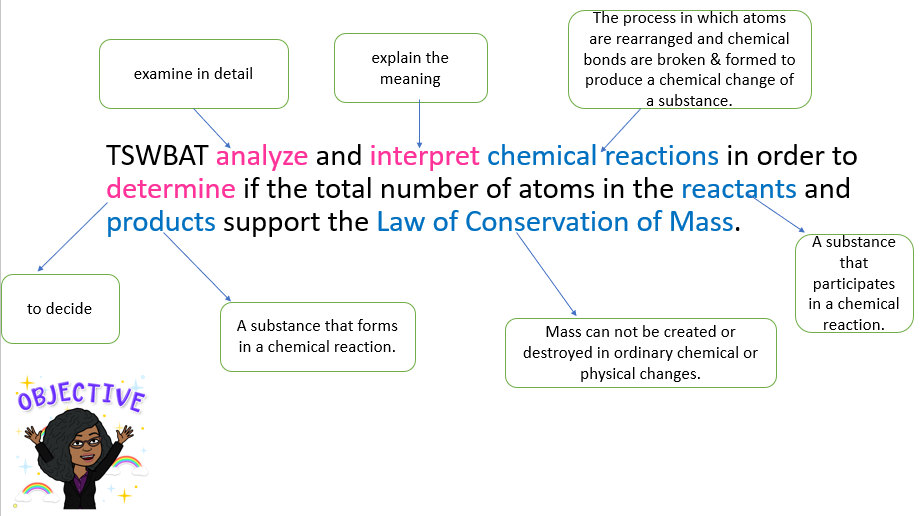 The process in which atoms
are rearranged and chemical
bonds are broken & formed to
produce a chemical change of
a substance.
explain the
meaning
examine in detail
TSWBAT analyze and interpret chemical reactions in order to
determine if the total number of atoms in the reactants and
products support the Law of Conservation of Mass.
A substance
that
participates
in a chemical
reaction.
to decide
A substance that forms
in a chemical reaction.
Mass can not be created or
destroyed in ordinary chemical or
physical changes.
OBJECTIVE